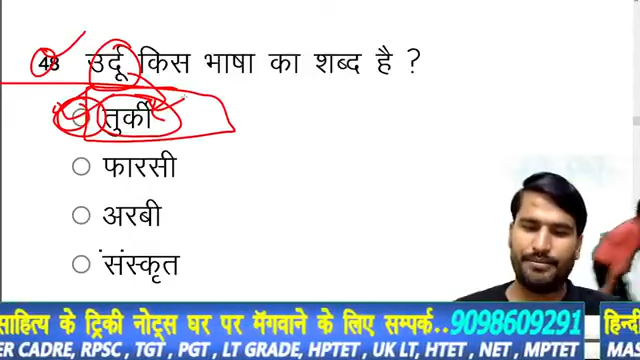 48 उर्दू किस भाषा का शब्द है ?
तुर्की
फारसी
अरबी
संस्कृत
साहित्य के ट्रिकी नोट्स घर पर मॅगवाने के लिए सम्पर्क..9098609291 हिन्दी
ER CADRE, RPSC , TGT , PGT , LT GRADE, HPTET , UK LT, HTET , NET , MPTET MA